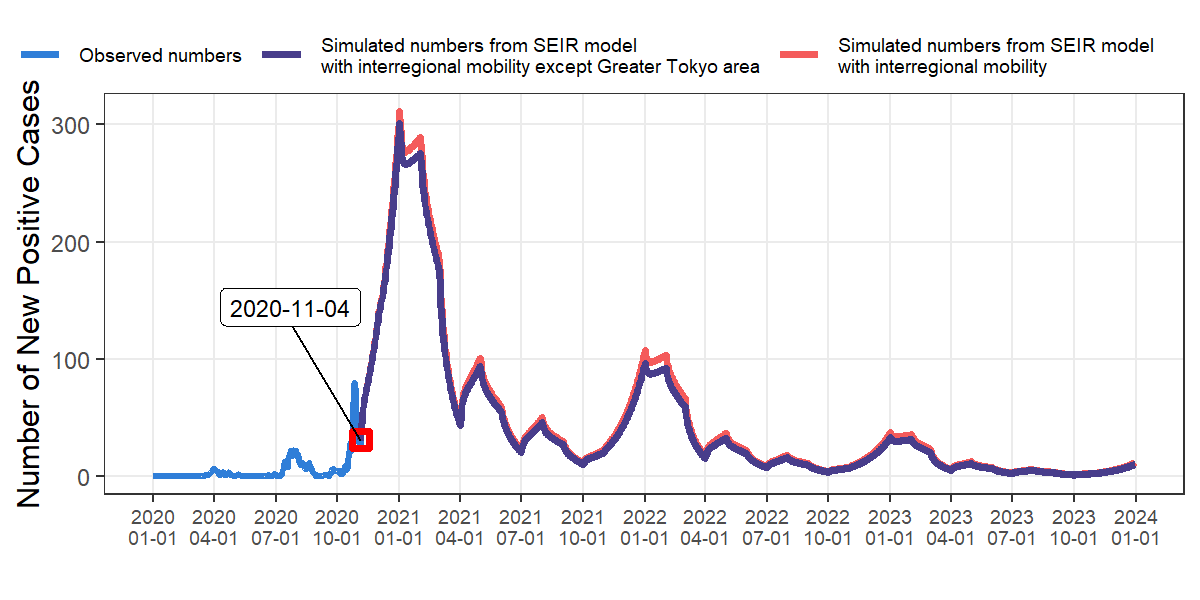 Observed numbers
Simulated numbers from SEIR model
with interregional mobility except Greater Tokyo area
Simulated numbers from SEIR model
with interregional mobility
Number of New Positive Cases
300
200
100
0
2020-11-04
2020 2020 2020 2020 2021 2021 2021 2021 2022 2022 2022 2022 2023 2023 2023 2023 2024
01-01 04-01 07-01 10-01 01-01 04-01 07-01 10-01 01-01 04-01 07-01 10-01 01-01 04-01 07-01 10-01 01-01